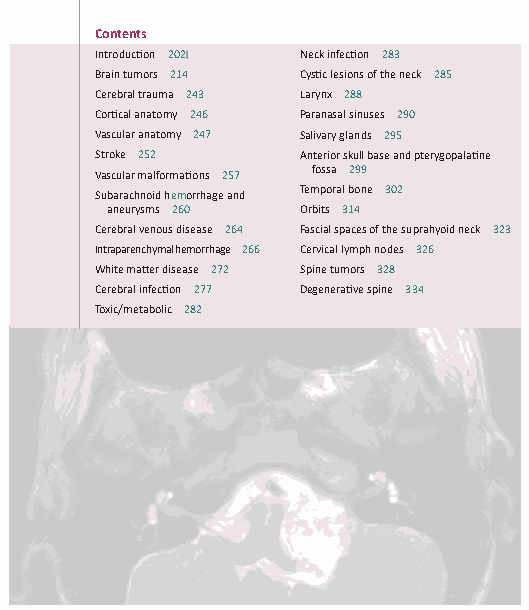 Contents
Introduction 202
Brain tumors 214
Cerebral trauma 243
Cortical anatomy 246
Vascular anatomy 247
Stroke 252
Vascular malformations 257
Subarachnoid hemorrhage and
aneurysms 260
Cerebral venous disease 264
Intraparenchymal hemorrhage 266
White matter disease 272
Cerebral infection 277
Toxic/metabolic 282
Neck infection 283
Cystic lesions of the neck 285
Larynx 288
Paranasal sinuses 290
Salivary glands 295
Anterior skull base and pterygopalatine
fossa 299
Temporal bone 302
Orbits 314
Fascial spaces of the suprahyoid neck 323
Cervical lymph nodes 326
Spine tumors 328
Degenerative spine 334